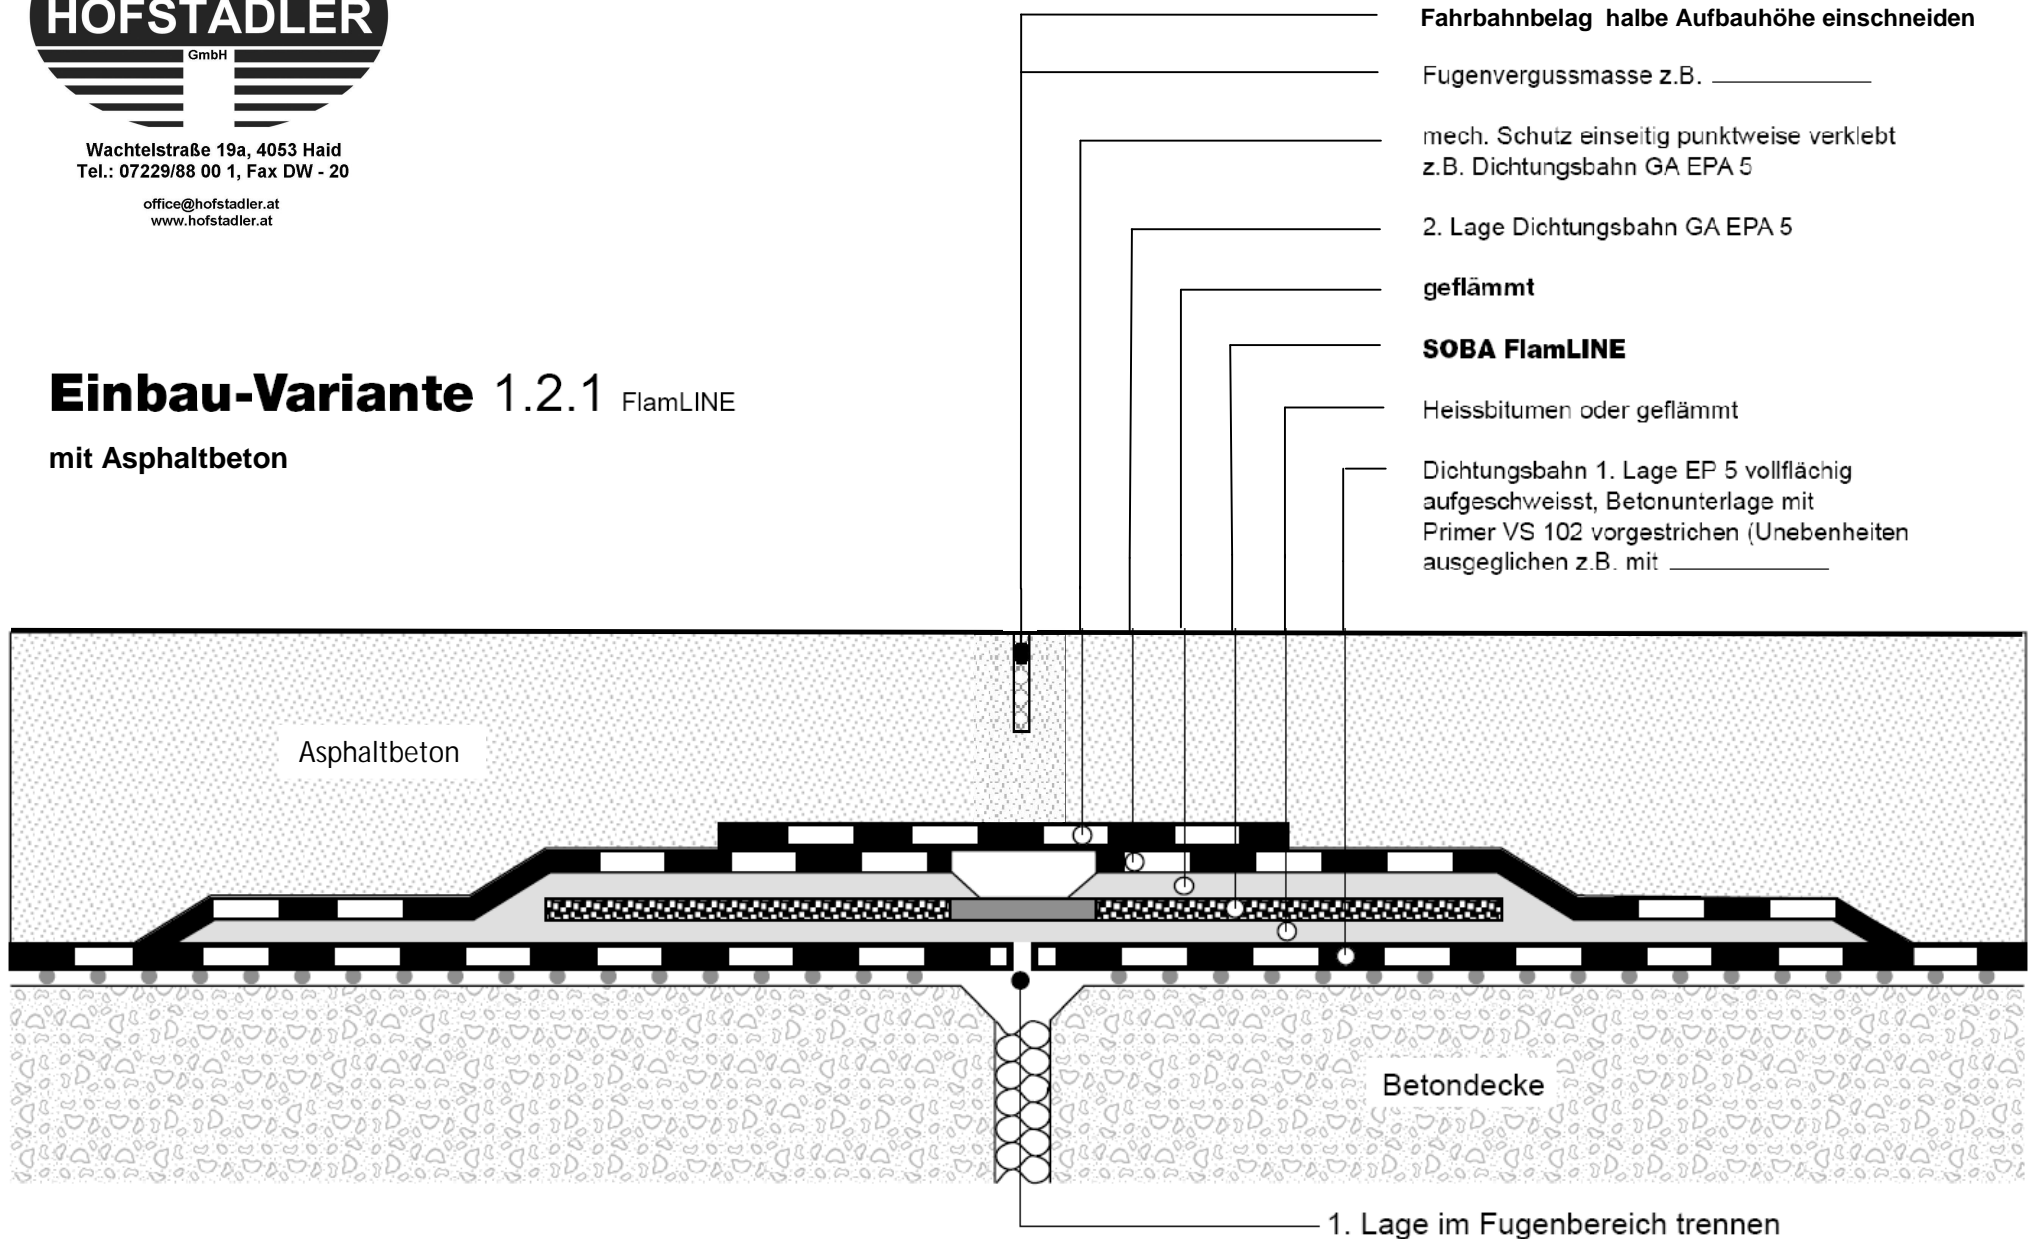 HOFSTADLER
GmbH
Wachtelstraße 19a, 4053 Haid
Tel.: 07229/88 00 1, Fax DW - 20
office@hofstadler.at
www.hofstadler.at
Einbau-Variante 1.2.1 FlamLINE
mit Asphaltbeton
Fahrbahnbelag halbe Aufbauhöhe einschneiden
Fugenvergussmasse z.B.
mech. Schutz einseitig punktweise verklebt
z.B. Dichtungsbahn GA EPA 5
2. Lage Dichtungsbahn GA EPA 5
geflämmt
SOBA FlamLINE
Heissbitumen oder geflämmt
Dichtungsbahn 1. Lage EP 5 vollflächig
aufgeschweisst, Betonunterlage mit
Primer VS 102 vorgestrichen (Unebenheiten
ausgeglichen z.B. mit
Asphaltbeton
Betondecke
1. Lage im Fugenbereich trennen